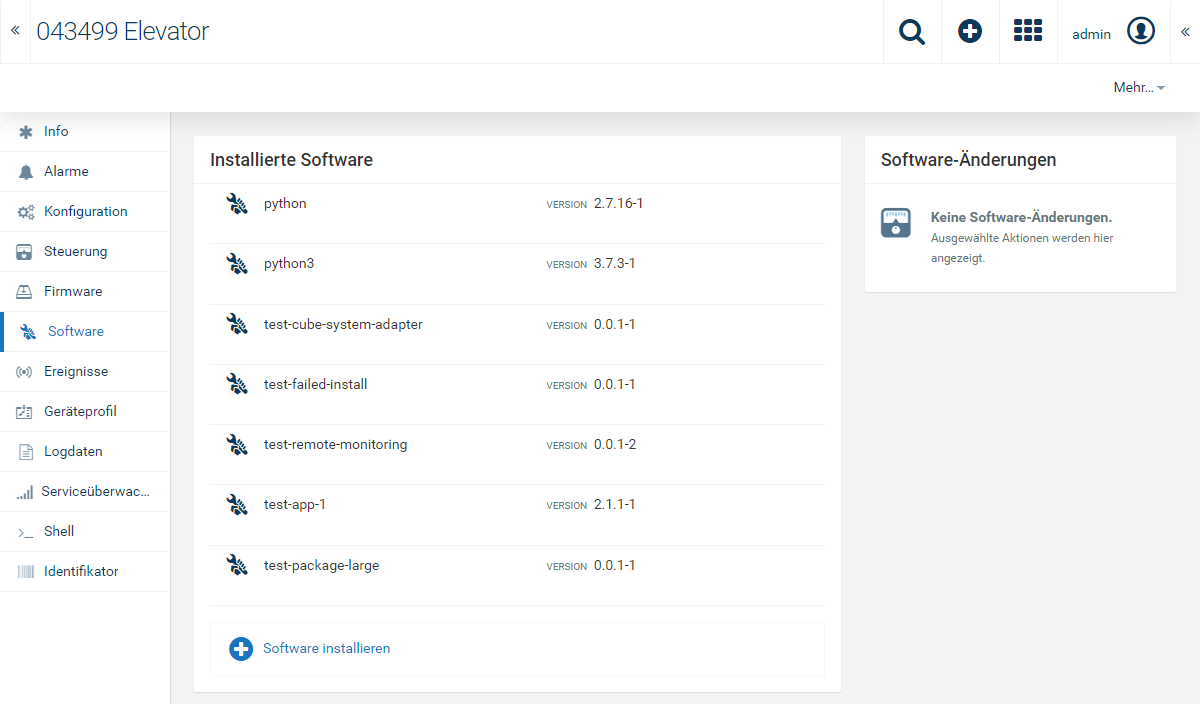 043499 Elevator
admin
Mehr...
Info
Alarme
Konfiguration
Steuerung
Firmware
Software
Ereignisse
Geräteprofil
Logdaten
Serviceüberwac...
Shell
Identifikator
Installierte Software
python VERSION 2.7.16-1
python3 VERSION 3.7.3-1
test-cube-system-adapter VERSION 0.0.1-1
test-failed-install VERSION 0.0.1-1
test-remote-monitoring VERSION 0.0.1-2
test-app-1 VERSION 2.1.1-1
test-package-large VERSION 0.0.1-1
Software installieren
Software-Änderungen
Keine Software-Änderungen.
Ausgewählte Aktionen werden hier
angezeigt.